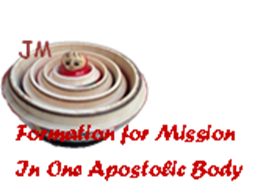 JM
Formation for Mission
In One Apostolic Body